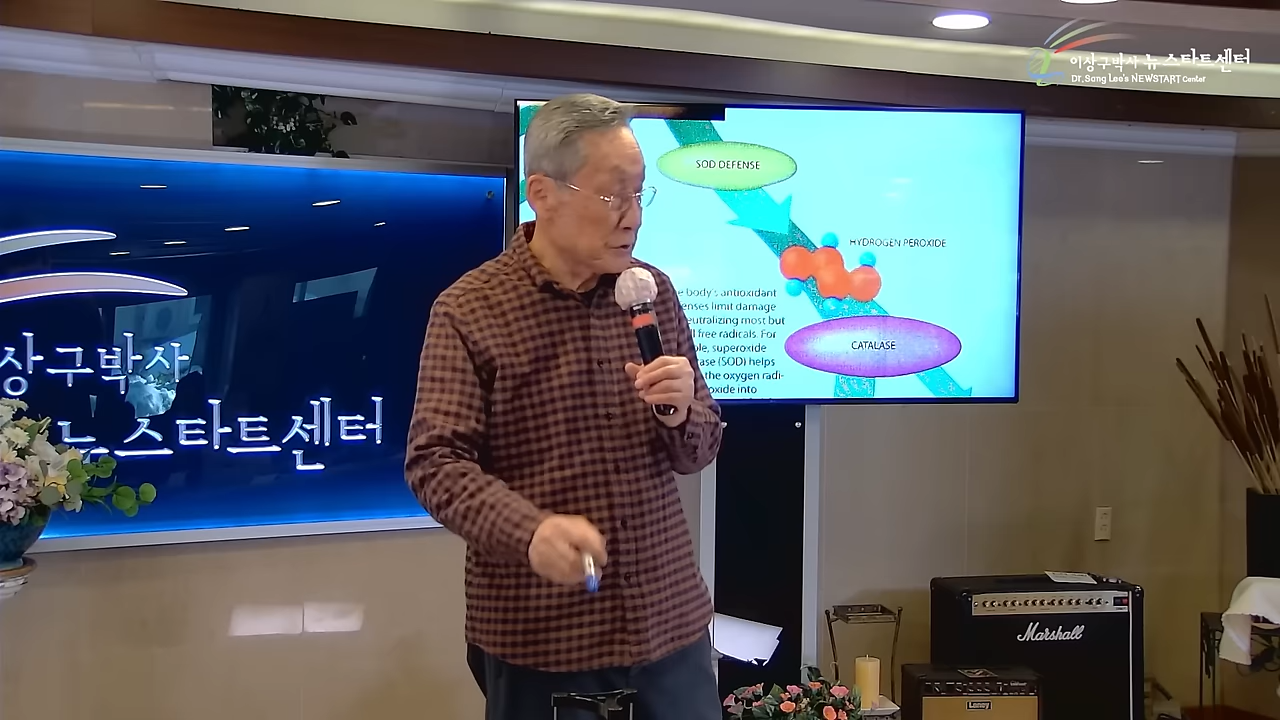 이상구박사 뉴스타트센터
Dr. Sang Lee's NEWSTART Center
SOD DEFENSE
HYDROGEN PEROXIDE
CATALASE
body's antioxidant
limit damage
most but
free radicals. For
superoxide
(SOD) helps
the oxygen radi-
into
상구박사
뉴스타트센터
Marshall
Laney